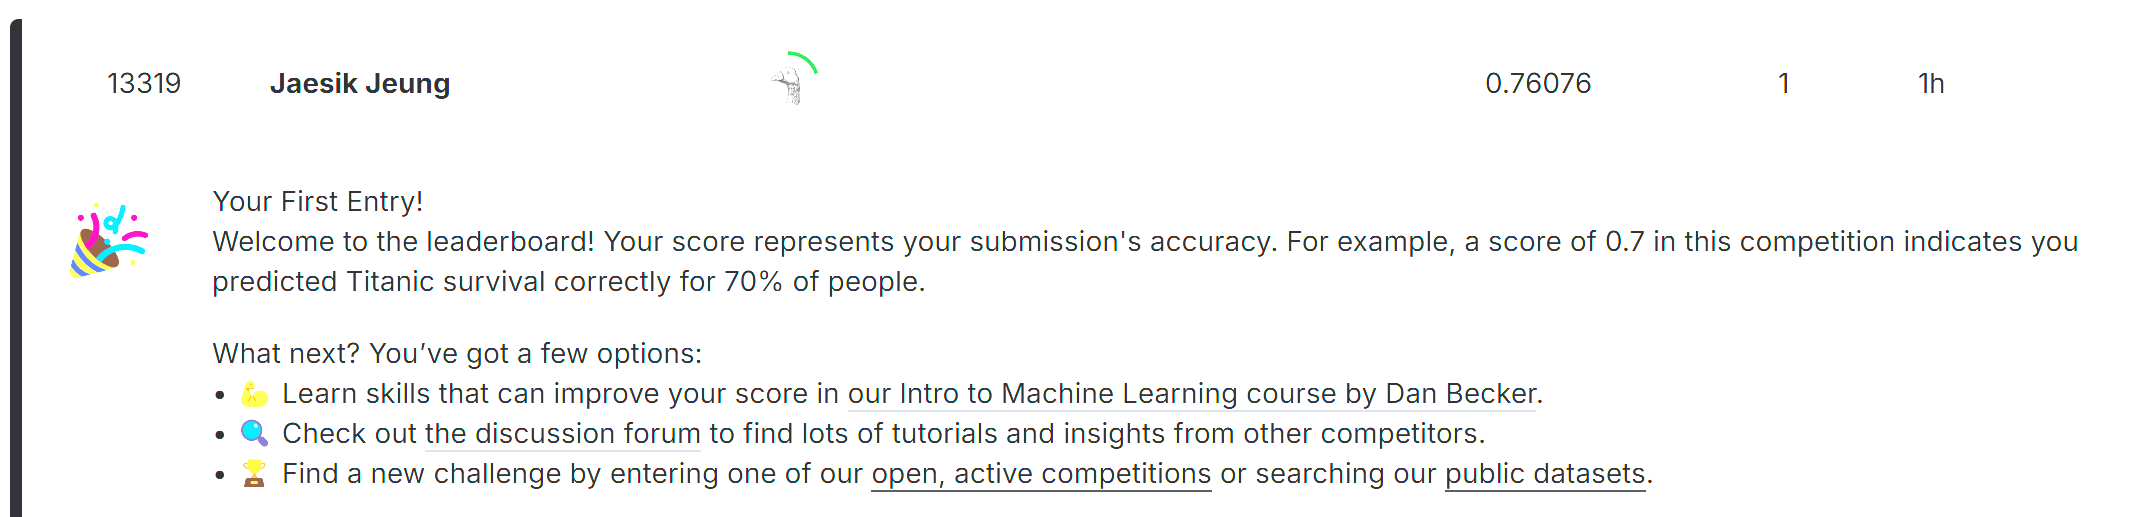 13319 Jaesik Jeung 0.76076 1 1h
Your First Entry!
Welcome to the leaderboard! Your score represents your submission's accuracy. For example, a score of 0.7 in this competition indicates you
predicted Titanic survival correctly for 70% of people.
What next? You’ve got a few options:
• 💪 Learn skills that can improve your score in our Intro to Machine Learning course by Dan Becker.
• 🔍 Check out the discussion forum to find lots of tutorials and insights from other competitors.
• 🏆 Find a new challenge by entering one of our open, active competitions or searching our public datasets.